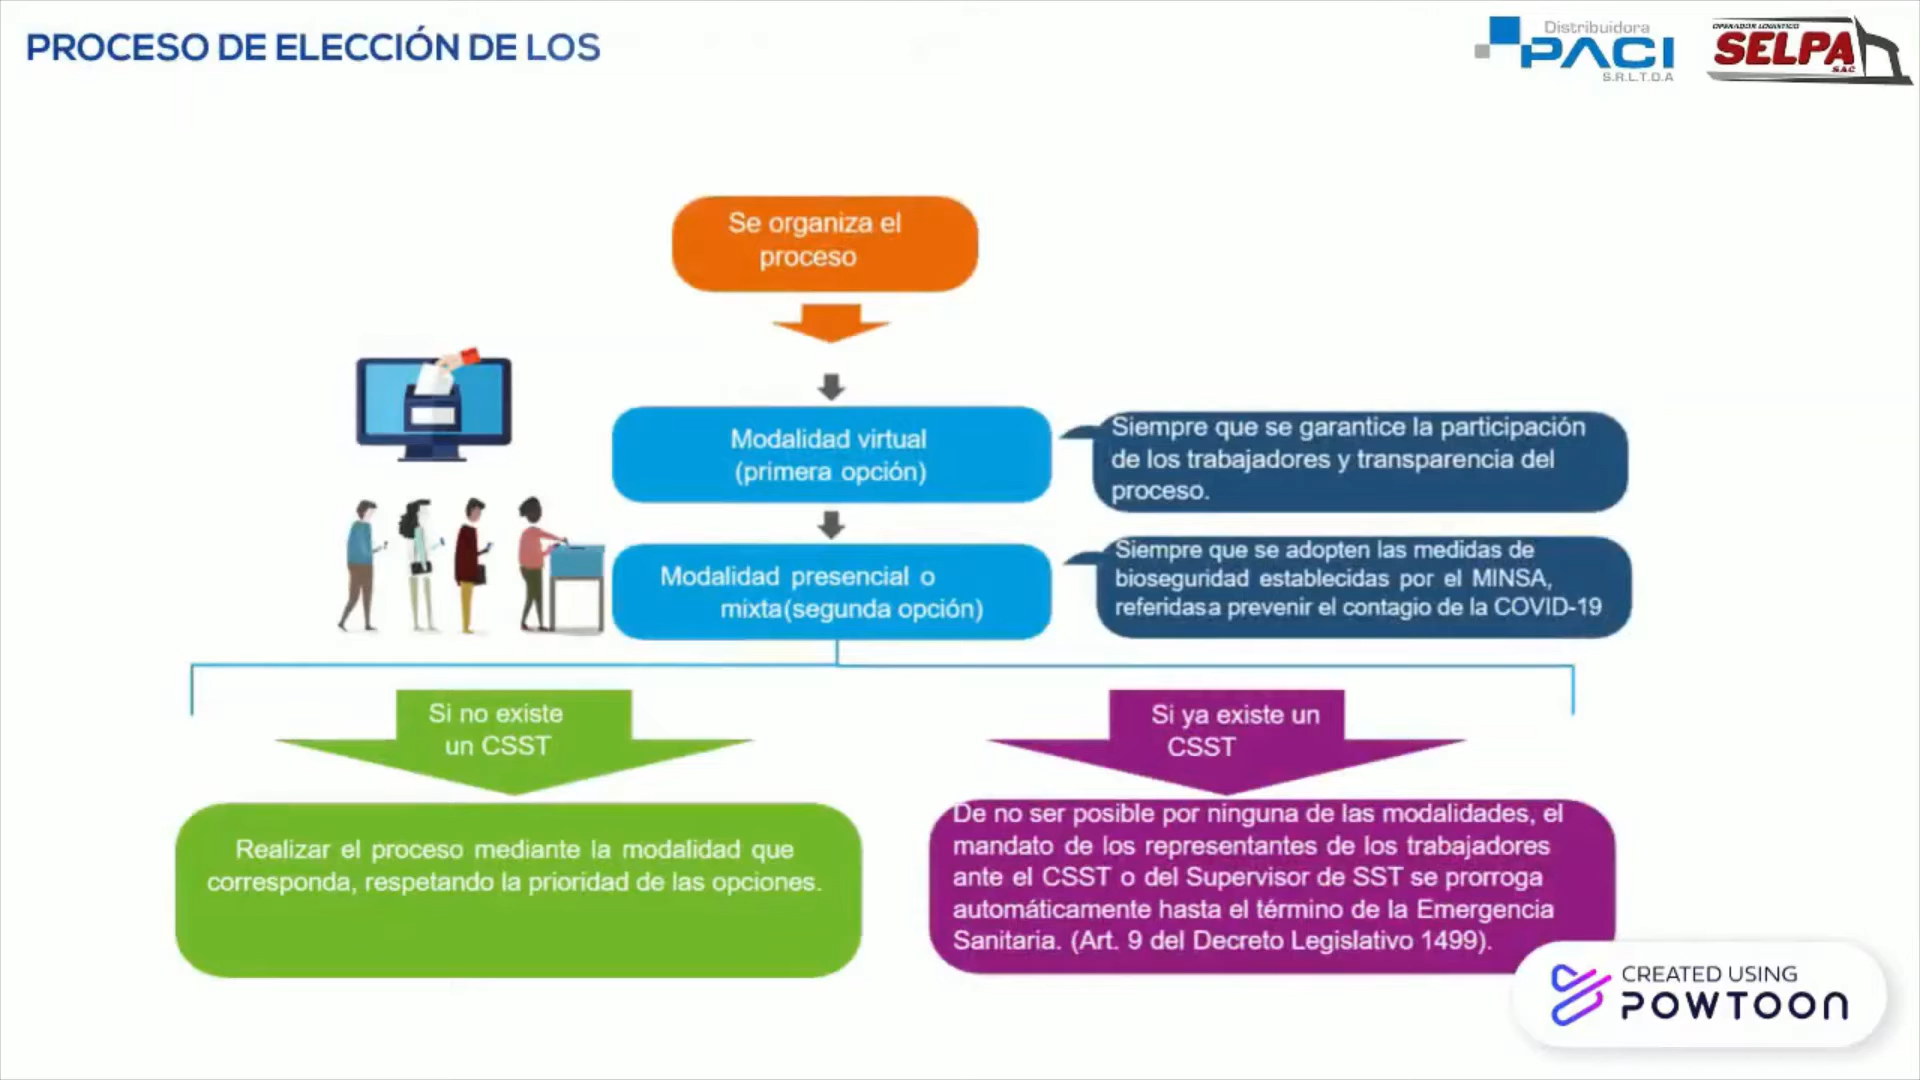 PROCESO DE ELECCIÓN DE LOS
Distribuidora
PACI
S.R.L.T.D.A
OPERADOR LOGISTICO
SELPA
SAC
Se organiza el
proceso
Modalidad virtual
(primera opción)
Siempre que se garantice la participación
de los trabajadores y transparencia del
proceso.
Modalidad presencial o
mixta(segunda opción)
Siempre que se adopten las medidas de
bioseguridad establecidas por el MINSA,
referidasa prevenir el contagio de la COVID-19
Si no existe
un CSST
Realizar el proceso mediante la modalidad que
corresponda, respetando la prioridad de las opciones.
Si ya existe un
CSST
De no ser posible por ninguna de las modalidades, el
mandato de los representantes de los trabajadores
ante el CSST o del Supervisor de SST se prorroga
automáticamente hasta el término de la Emergencia
Sanitaria. (Art. 9 del Decreto Legislativo 1499).
CREATED USING
POWTOON